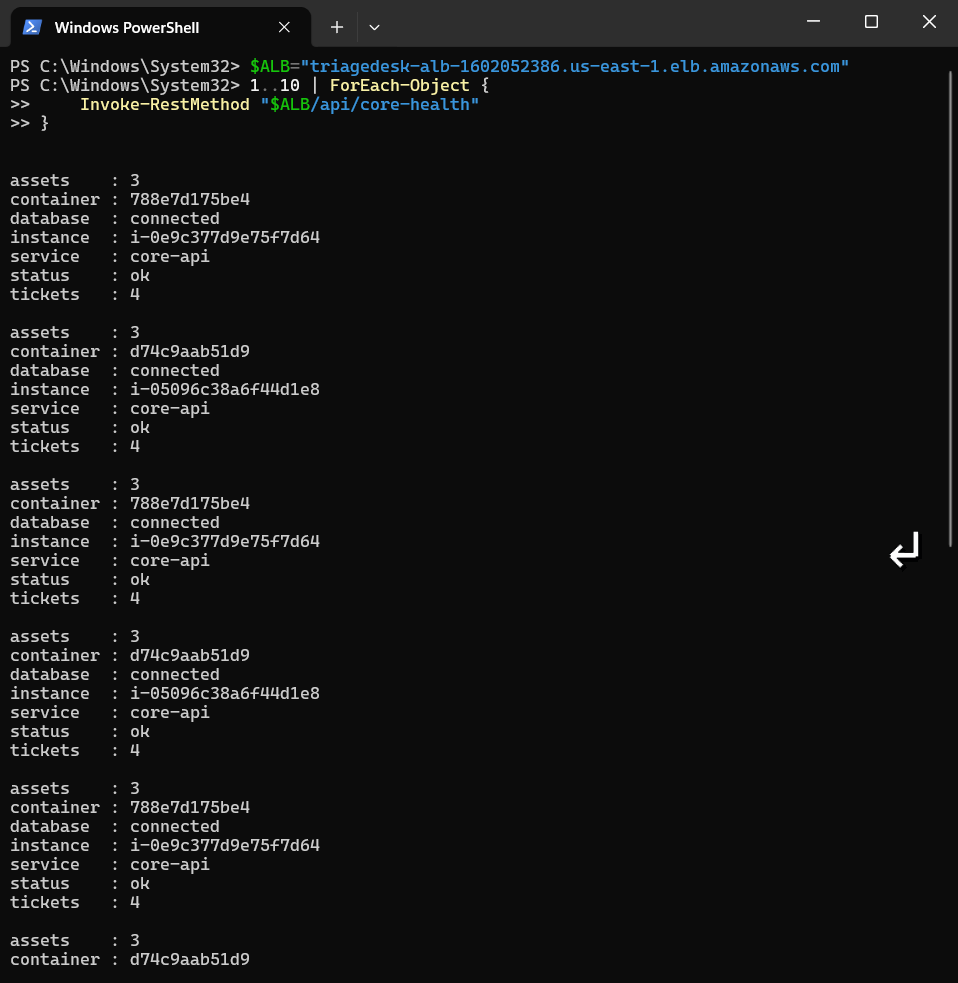 Windows PowerShell
PS C:\Windows\System32> $ALB="triagedesk-alb-1602052386.us-east-1.elb.amazonaws.com"
PS C:\Windows\System32> 1..10 | ForEach-Object {
>>     Invoke-RestMethod "$ALB/api/core-health"
>> }
assets    : 3
container : 788e7d175be4
database  : connected
instance  : i-0e9c377d9e75f7d64
service   : core-api
status    : ok
tickets   : 4
assets    : 3
container : d74c9aab51d9
database  : connected
instance  : i-05096c38a6f44d1e8
service   : core-api
status    : ok
tickets   : 4
assets    : 3
container : 788e7d175be4
database  : connected
instance  : i-0e9c377d9e75f7d64
service   : core-api
status    : ok
tickets   : 4
assets    : 3
container : d74c9aab51d9
database  : connected
instance  : i-05096c38a6f44d1e8
service   : core-api
status    : ok
tickets   : 4
assets    : 3
container : 788e7d175be4
database  : connected
instance  : i-0e9c377d9e75f7d64
service   : core-api
status    : ok
tickets   : 4
assets    : 3
container : d74c9aab51d9